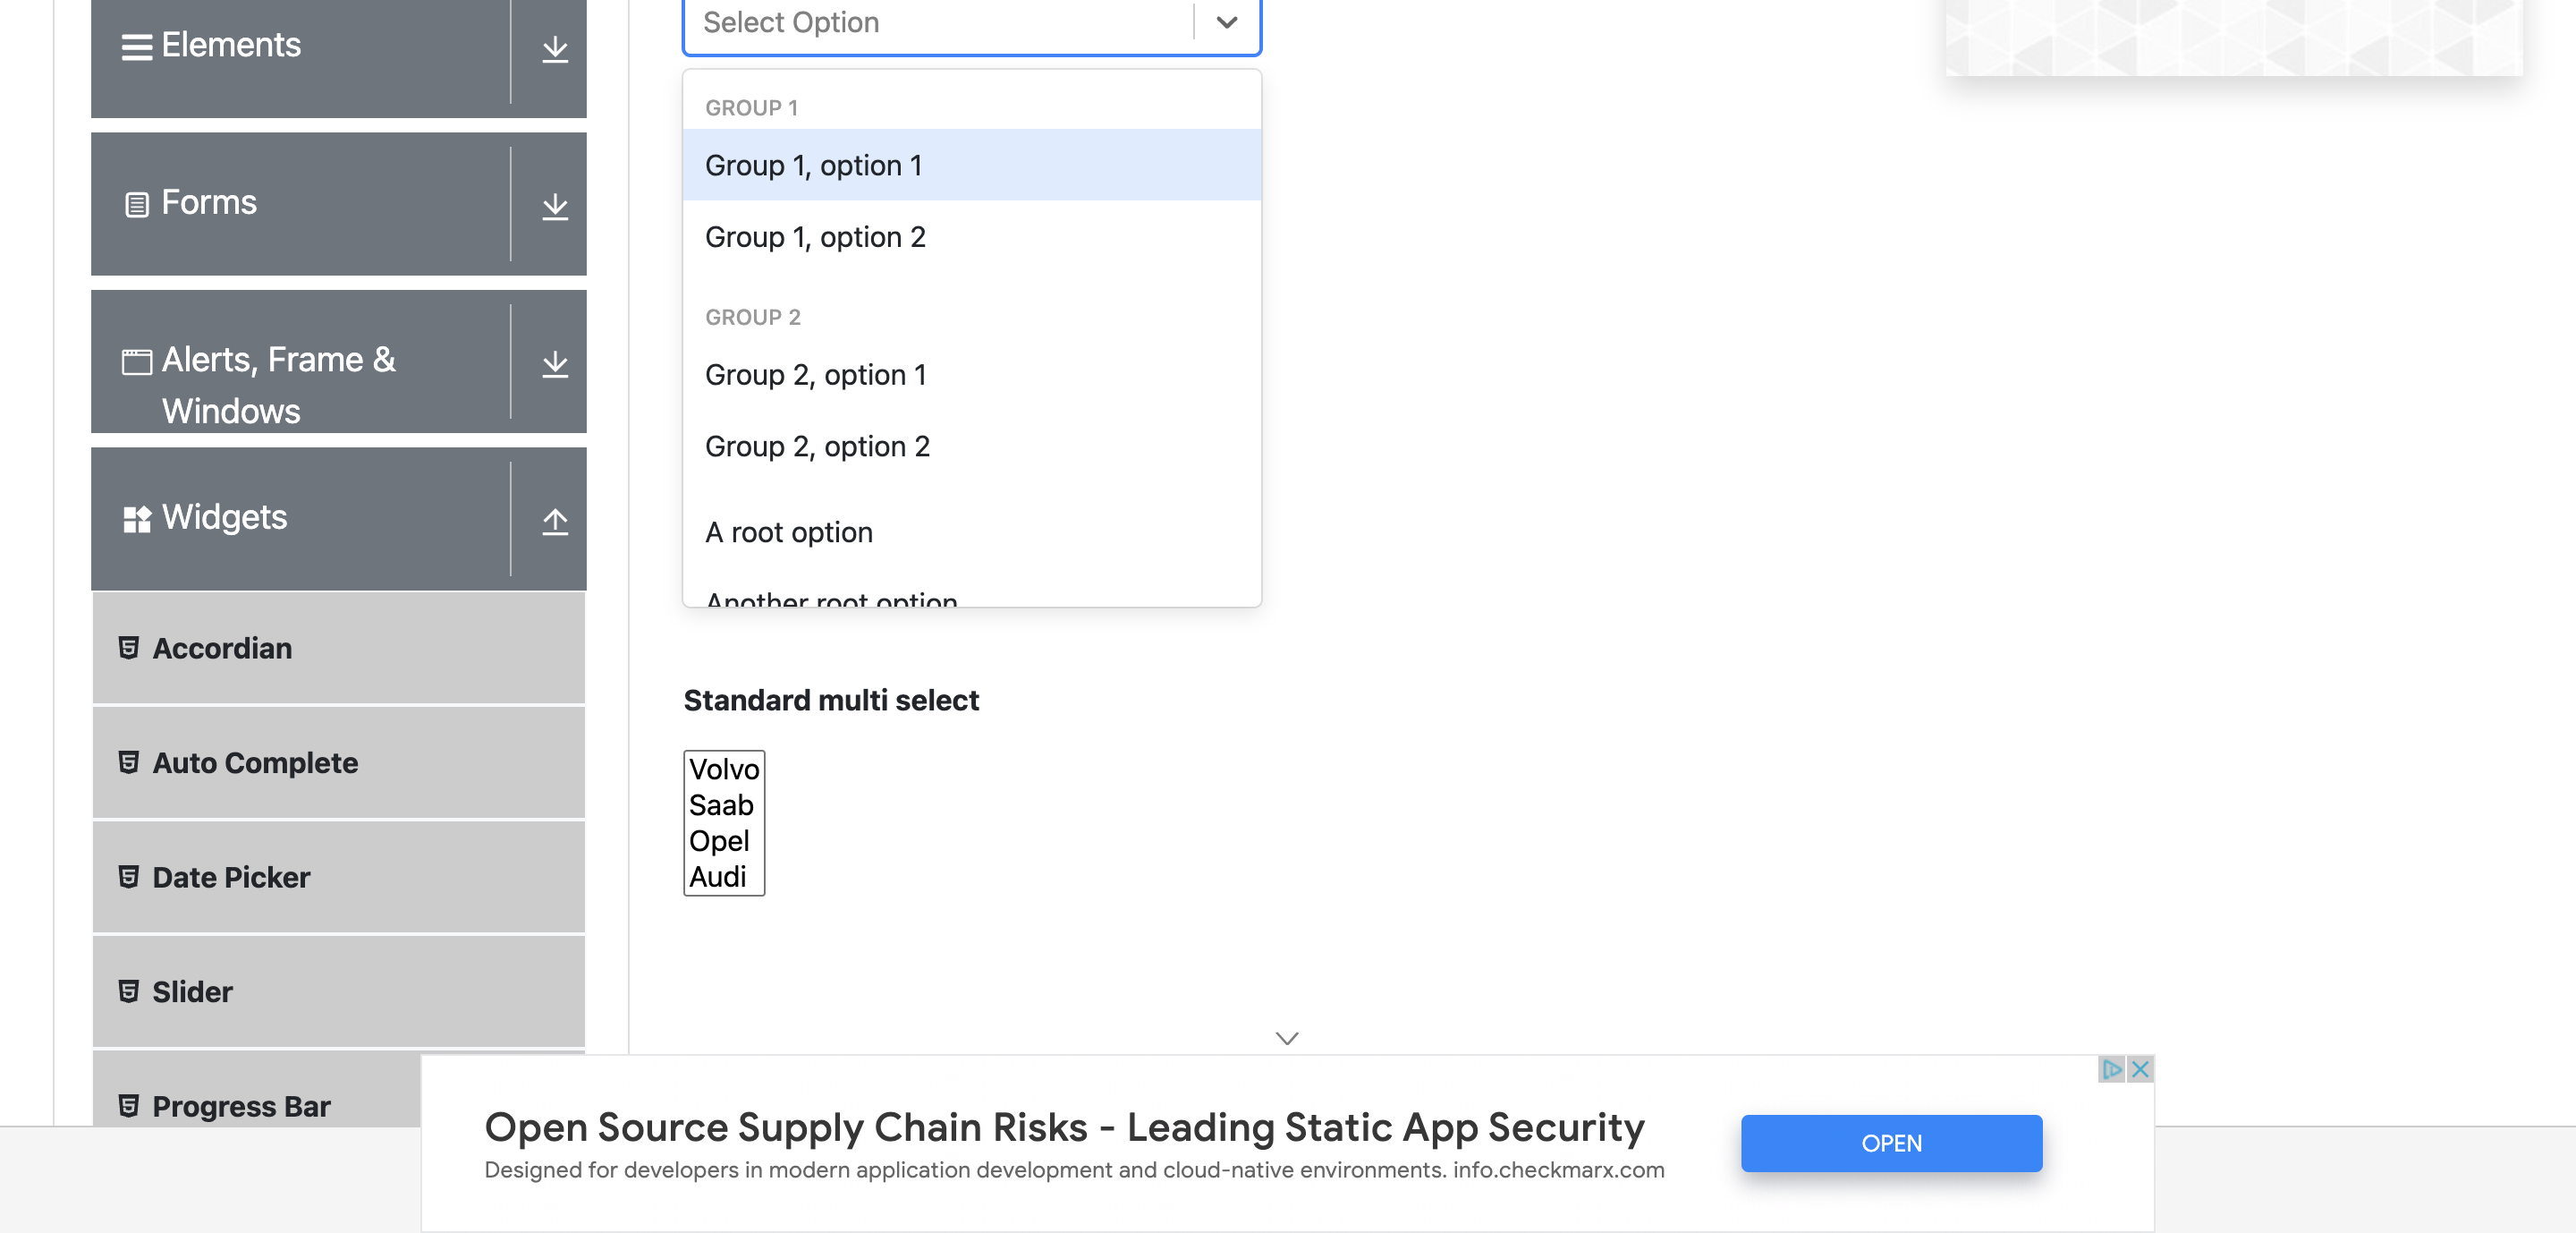 Elements
Forms
Alerts, Frame &
Windows
Widgets
Accordian
Auto Complete
Date Picker
Slider
Progress Bar
Select Option
GROUP 1
Group 1, option 1
Group 1, option 2
GROUP 2
Group 2, option 1
Group 2, option 2
A root option
Another root option
Standard multi select
Volvo
Saab
Opel
Audi
Open Source Supply Chain Risks - Leading Static App Security
Designed for developers in modern application development and cloud-native environments. info.checkmarx.com
OPEN